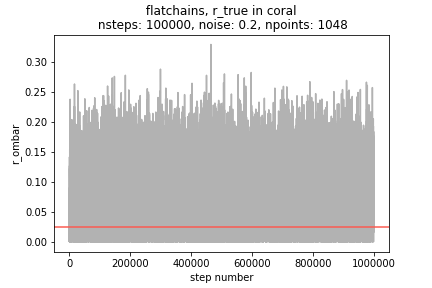 flatchains, r_true in coral
nsteps: 100000, noise: 0.2, npoints: 1048
0.30
0.25
0.20
0.15
0.10
0.05
0.00
r_ombar
0 200000 400000 600000 800000 1000000
step number